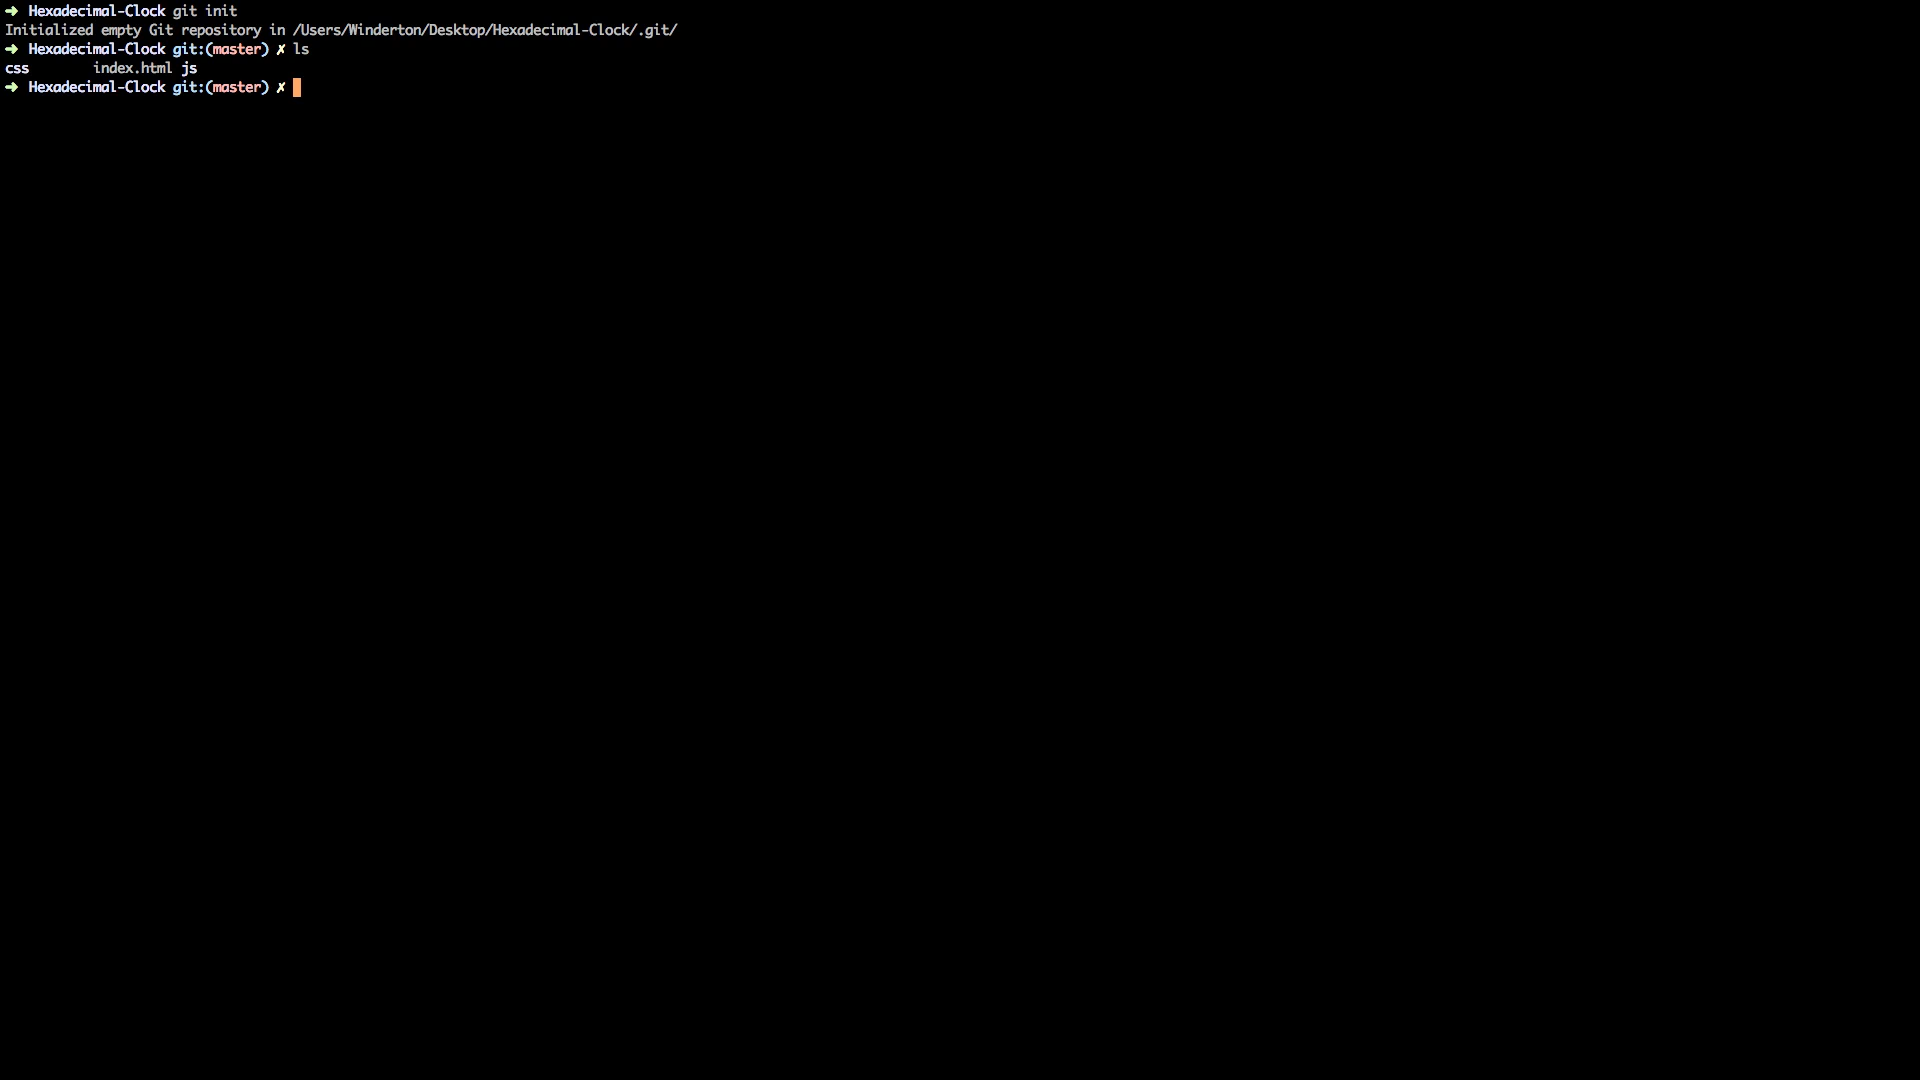 ➜ Hexadecimal-Clock git init
Initialized empty Git repository in /Users/Winderton/Desktop/Hexadecimal-Clock/.git/
➜ Hexadecimal-Clock git:(master) ✗ ls
css index.html js
➜ Hexadecimal-Clock git:(master) ✗